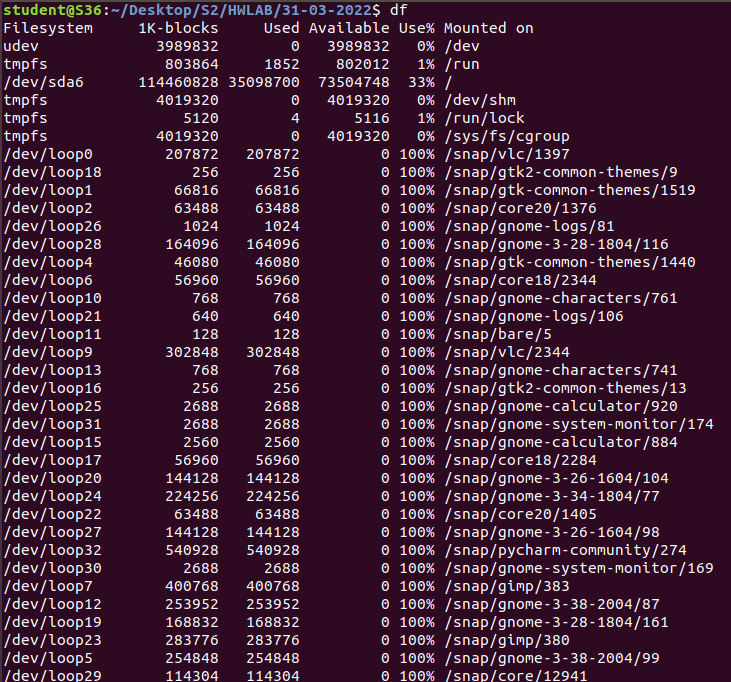 student@S36:~/Desktop/S2/HWLAB/31-03-2022$ df
Filesystem     1K-blocks     Used Available Use% Mounted on
udev             3989832        0   3989832   0% /dev
tmpfs             803864     1852    802012   1% /run
/dev/sda6      114460828 35098700  73504748  33% /
tmpfs            4019320        0   4019320   0% /dev/shm
tmpfs               5120        4      5116   1% /run/lock
tmpfs            4019320        0   4019320   0% /sys/fs/cgroup
/dev/loop0        207872   207872         0 100% /snap/vlc/1397
/dev/loop18          256      256         0 100% /snap/gtk2-common-themes/9
/dev/loop1         66816    66816         0 100% /snap/gtk-common-themes/1519
/dev/loop2         63488    63488         0 100% /snap/core20/1376
/dev/loop26         1024     1024         0 100% /snap/gnome-logs/81
/dev/loop28       164096   164096         0 100% /snap/gnome-3-28-1804/116
/dev/loop4         46080    46080         0 100% /snap/gtk-common-themes/1440
/dev/loop6         56960    56960         0 100% /snap/core18/2344
/dev/loop10          768      768         0 100% /snap/gnome-characters/761
/dev/loop21          640      640         0 100% /snap/gnome-logs/106
/dev/loop11          128      128         0 100% /snap/bare/5
/dev/loop9        302848   302848         0 100% /snap/vlc/2344
/dev/loop13          768      768         0 100% /snap/gnome-characters/741
/dev/loop16          256      256         0 100% /snap/gtk2-common-themes/13
/dev/loop25         2688     2688         0 100% /snap/gnome-calculator/920
/dev/loop31         2688     2688         0 100% /snap/gnome-system-monitor/174
/dev/loop15         2560     2560         0 100% /snap/gnome-calculator/884
/dev/loop17        56960    56960         0 100% /snap/core18/2284
/dev/loop20       144128   144128         0 100% /snap/gnome-3-26-1604/104
/dev/loop24       224256   224256         0 100% /snap/gnome-3-34-1804/77
/dev/loop22        63488    63488         0 100% /snap/core20/1405
/dev/loop27       144128   144128         0 100% /snap/gnome-3-26-1604/98
/dev/loop32       540928   540928         0 100% /snap/pycharm-community/274
/dev/loop30         2688     2688         0 100% /snap/gnome-system-monitor/169
/dev/loop7        400768   400768         0 100% /snap/gimp/383
/dev/loop12       253952   253952         0 100% /snap/gnome-3-38-2004/87
/dev/loop19       168832   168832         0 100% /snap/gnome-3-28-1804/161
/dev/loop23       283776   283776         0 100% /snap/gimp/380
/dev/loop5        254848   254848         0 100% /snap/gnome-3-38-2004/99
/dev/loop29       114304   114304         0 100% /snap/core/12941